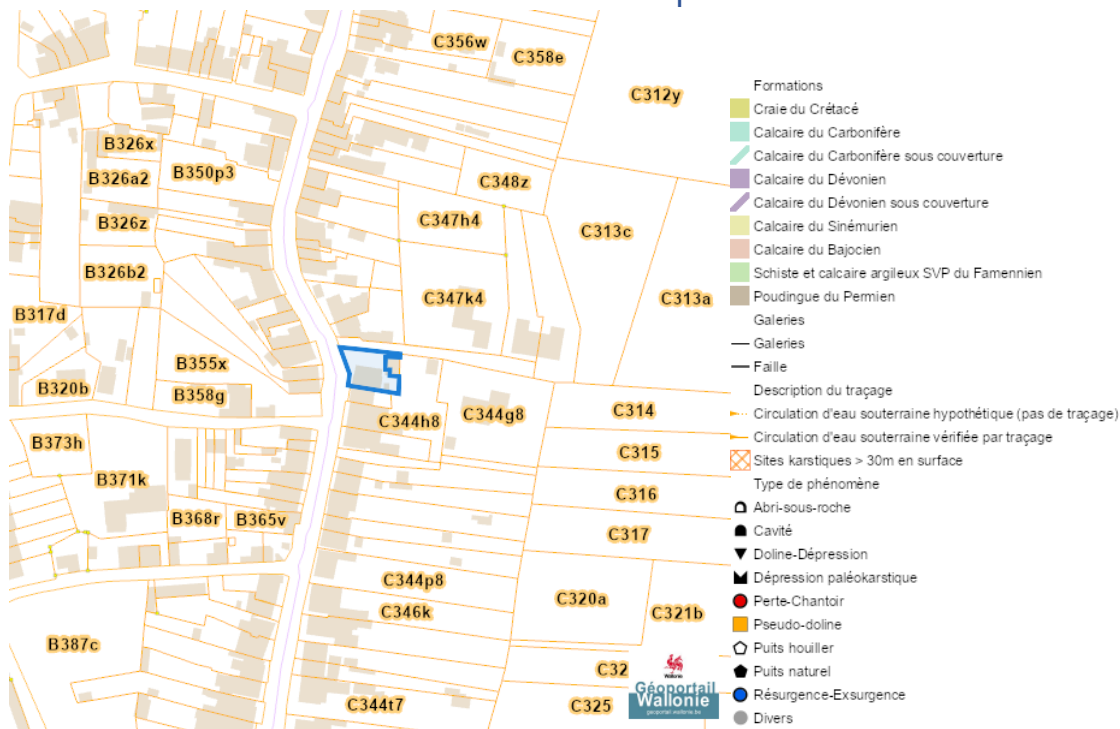 C356w
C358e
C312y
B326x
B350p3
B326a2
C348z
B326z
C347h4
C313c
B326b2
C347k4
C313a
B317d
B355x
B320b
B358g
C344h8
C344g8
C314
B373h
C315
B371k
C316
B368r
B365v
C317
C344p8
C320a
C346k
C321b
B387c
C32
C344t7
C325
Wallonie
Géoportail
Wallonie
geoportail.wallonie.be
Formations
Craie du Crétacé
Calcaire du Carbonifère
Calcaire du Carbonifère sous couverture
Calcaire du Dévonien
Calcaire du Dévonien sous couverture
Calcaire du Sinémurien
Calcaire du Bajocien
Schiste et calcaire argileux SVP du Famennien
Poudingue du Permien
Galeries
Galeries
Faille
Description du traçage
Circulation d'eau souterraine hypothétique (pas de traçage)
Circulation d'eau souterraine vérifiée par traçage
Sites karstiques > 30m en surface
Type de phénomène
Abri-sous-roche
Cavité
Doline-Dépression
Dépression paléokarstique
Perte-Chantoir
Pseudo-doline
Puits houiller
Puits naturel
Résurgence-Exsurgence
Divers